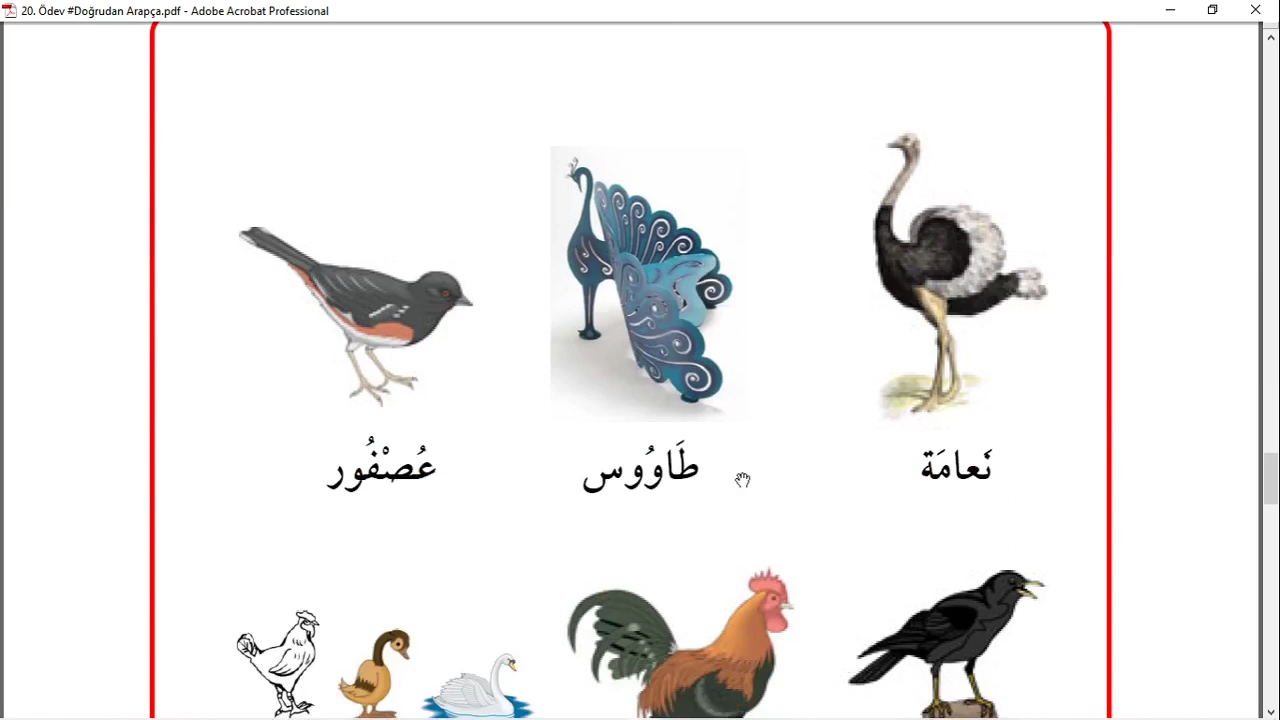 20. Ödev #Doğrudan Arapça.pdf - Adobe Acrobat Professional
نَعامَة طَاوُوس عُصْفُور